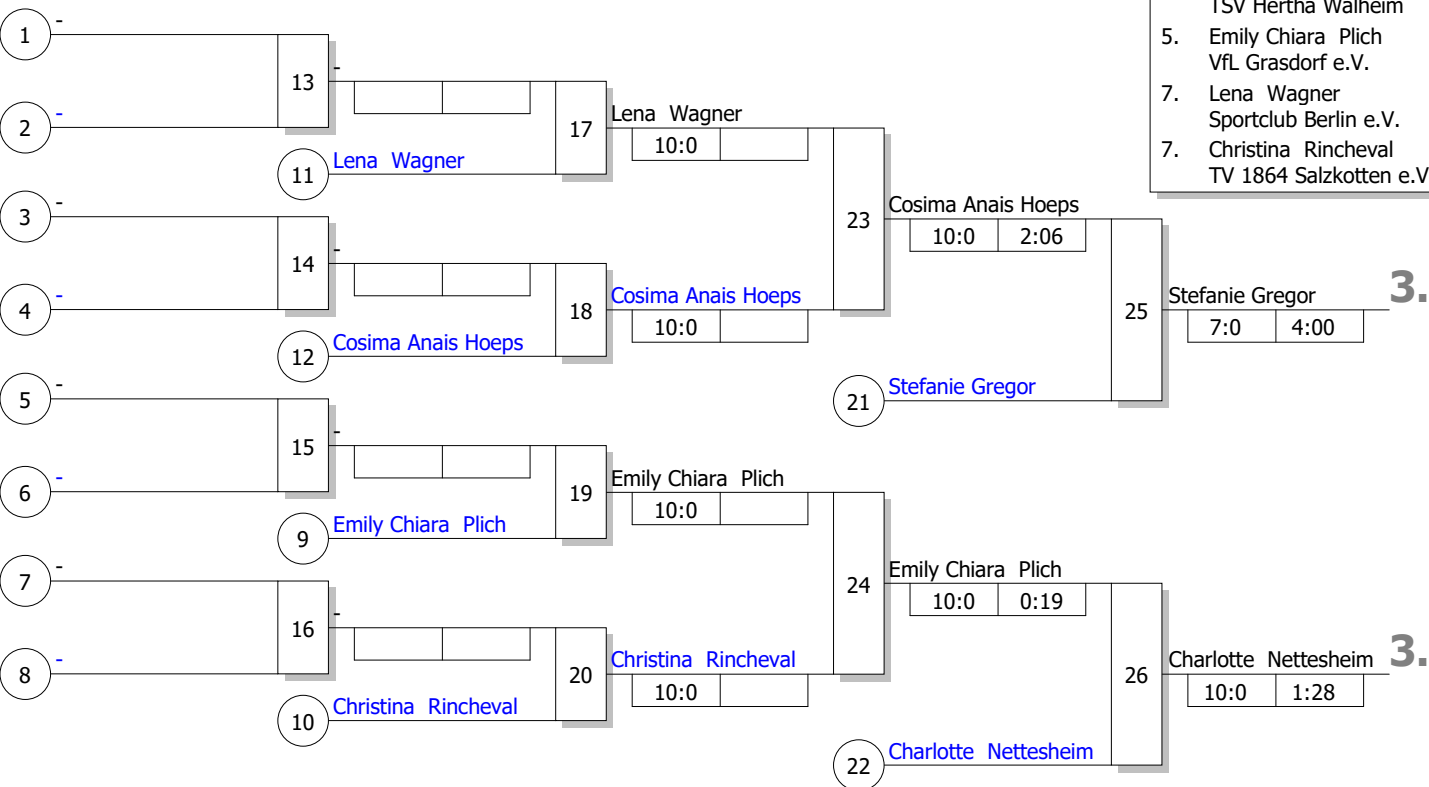 TSV Hertha Walheim
5. Emily Chiara Plich
VfL Grasdorf e.V.
7. Lena Wagner
Sportclub Berlin e.V.
7. Christina Rincheval
TV 1864 Salzkotten e.V
1 -
2 -
13 -
11 Lena Wagner
17 Lena Wagner
10:0
3 -
4 -
14 -
12 Cosima Anais Hoeps
18 Cosima Anais Hoeps
10:0
23 Cosima Anais Hoeps
10:0 2:06
21 Stefanie Gregor
25 Stefanie Gregor 3.
7:0 4:00
5 -
6 -
15 -
9 Emily Chiara Plich
19 Emily Chiara Plich
10:0
7 -
8 -
16 -
10 Christina Rincheval
20 Christina Rincheval
10:0
24 Emily Chiara Plich
10:0 0:19
22 Charlotte Nettesheim
26 Charlotte Nettesheim 3.
10:0 1:28